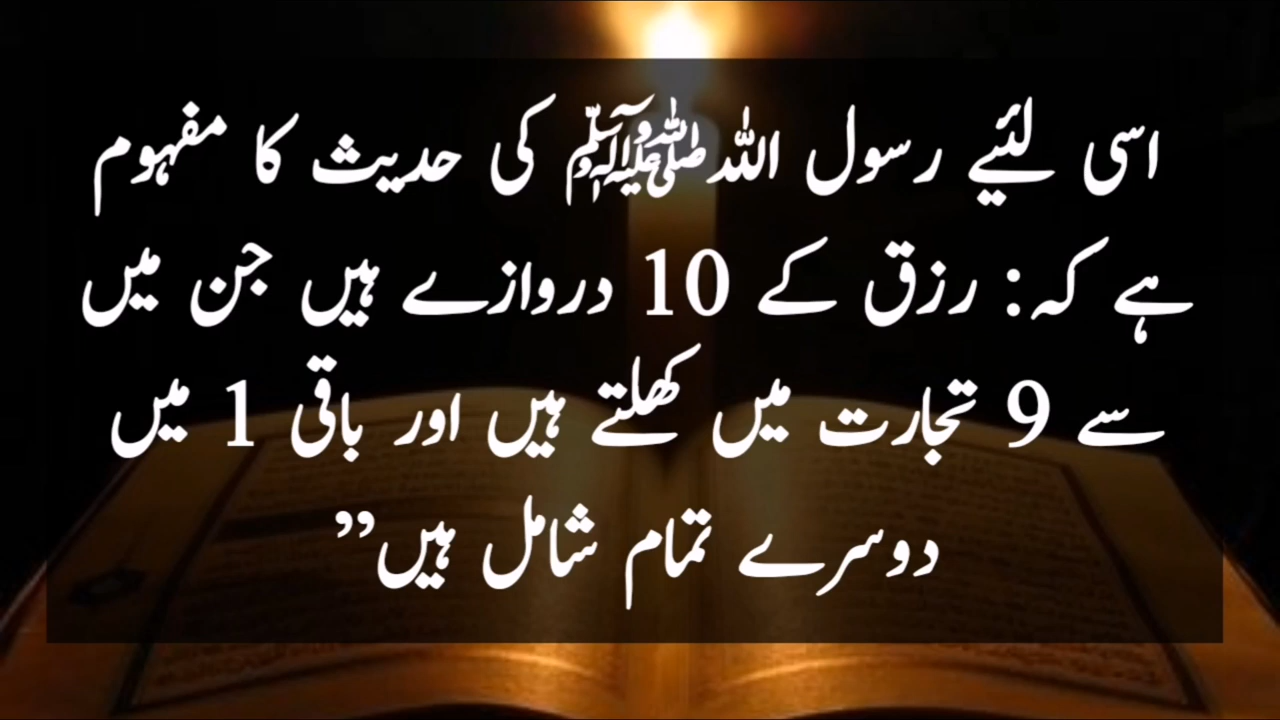 اسی لئیے رسول اللہ ﷺ کی حدیث کا مفہوم
ہے کہ: رزق کے 10 دروازے ہیں جن میں
سے 9 تجارت میں کھلتے ہیں اور باقی 1 میں
دوسرے تمام شامل ہیں”